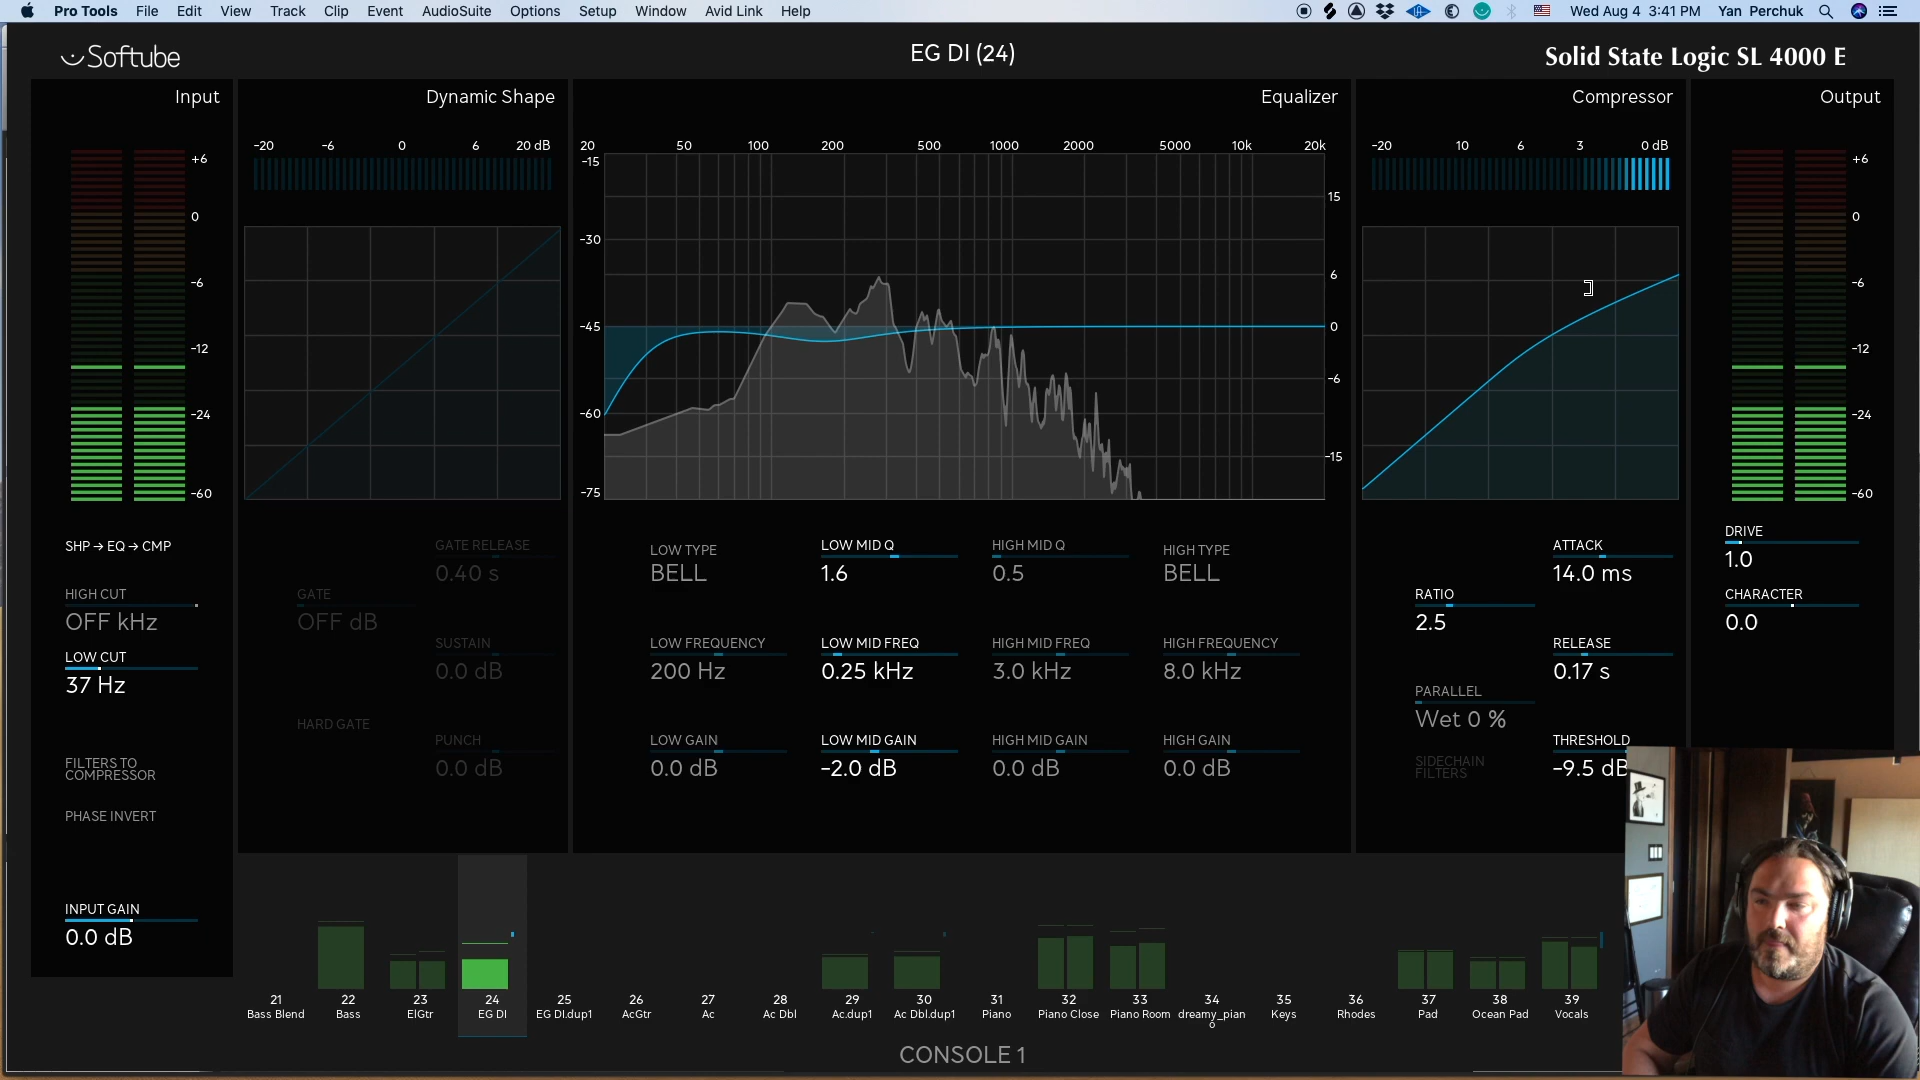 Pro Tools File Edit View Track Clip Event AudioSuite Options Setup Window Avid Link Help Wed Aug 4 3:41 PM Yan Perchuk
Softube
EG DI (24)
Solid State Logic SL 4000 E
Input
Dynamic Shape
Equalizer
Compressor
Output
+6
0
-6
-12
-24
-60
-20 -6 0 6 20 dB
20 50 100 200 500 1000 2000 5000 10k 20k
-15
-30
-45
-60
-75
15
6
0
-6
-15
-20 10 6 3 0 dB
+6
0
-6
-12
-24
-60
SHP → EQ → CMP
HIGH CUT
OFF kHz
LOW CUT
37 Hz
FILTERS TO
COMPRESSOR
PHASE INVERT
INPUT GAIN
0.0 dB
GATE
OFF dB
HARD GATE
GATE RELEASE
0.40 s
SUSTAIN
0.0 dB
PUNCH
0.0 dB
LOW TYPE
BELL
LOW FREQUENCY
200 Hz
LOW GAIN
0.0 dB
LOW MID Q
1.6
LOW MID FREQ
0.25 kHz
LOW MID GAIN
-2.0 dB
HIGH MID Q
0.5
HIGH MID FREQ
3.0 kHz
HIGH MID GAIN
0.0 dB
HIGH TYPE
BELL
HIGH FREQUENCY
8.0 kHz
HIGH GAIN
0.0 dB
RATIO
2.5
PARALLEL
Wet 0 %
SIDECHAIN
FILTERS
ATTACK
14.0 ms
RELEASE
0.17 s
THRESHOLD
-9.5 dB
DRIVE
1.0
CHARACTER
0.0
21 22 23 24 25 26 27 28 29 30 31 32 33 34 35 36 37 38 39
Bass Blend Bass ElGtr EG DI EG DI.dup1 AcGtr Ac Ac Dbl Ac.dup1 Ac Dbl.dup1 Piano Piano Close Piano Room dreamy_pian Keys Rhodes Pad Ocean Pad Vocals
o
CONSOLE 1